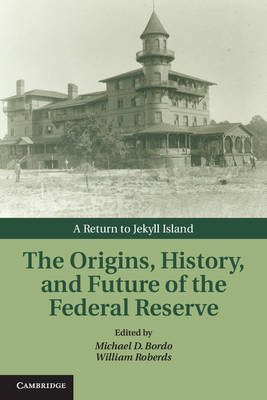 A Return to Jekyll Island
The Origins, History,
and Future of the
Federal Reserve
Edited by
Michael D. Bordo
William Roberds
CAMBRIDGE